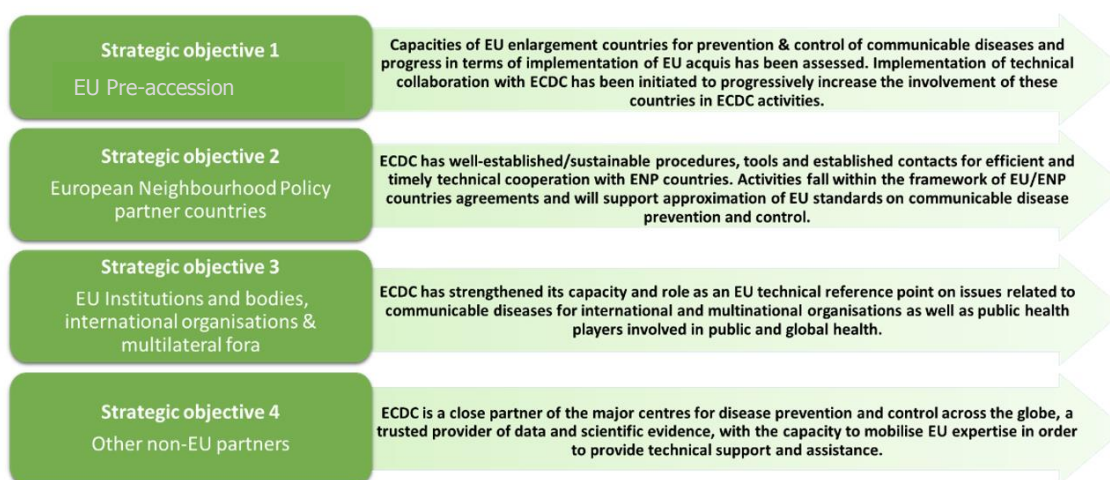 Strategic objective 1
EU Pre-accession
Capacities of EU enlargement countries for prevention & control of communicable diseases and
progress in terms of implementation of EU acquis has been assessed. Implementation of technical
collaboration with ECDC has been initiated to progressively increase the involvement of these
countries in ECDC activities.
Strategic objective 2
European Neighbourhood Policy
partner countries
ECDC has well-established/sustainable procedures, tools and established contacts for efficient and
timely technical cooperation with ENP countries. Activities fall within the framework of EU/ENP
countries agreements and will support approximation of EU standards on communicable disease
prevention and control.
Strategic objective 3
EU Institutions and bodies,
international organisations &
multilateral fora
ECDC has strengthened its capacity and role as an EU technical reference point on issues related to
communicable diseases for international and multinational organisations as well as public health
players involved in public and global health.
Strategic objective 4
Other non-EU partners
ECDC is a close partner of the major centres for disease prevention and control across the globe, a
trusted provider of data and scientific evidence, with the capacity to mobilise EU expertise in order
to provide technical support and assistance.